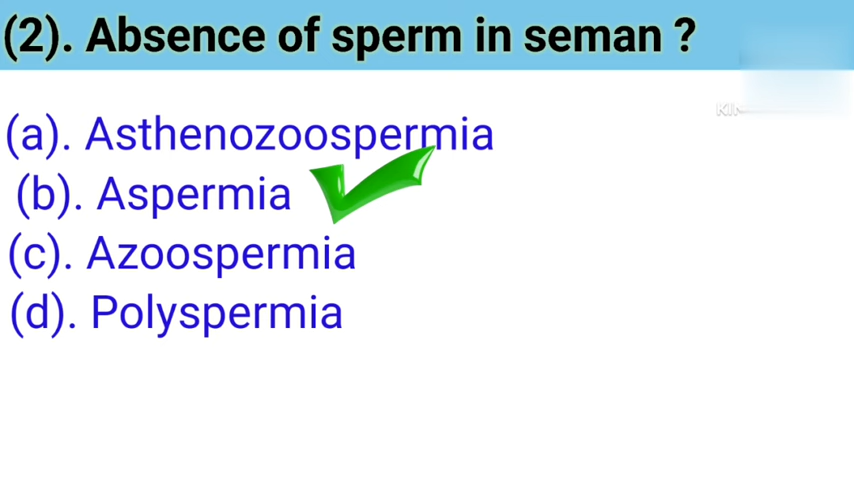 (2). Absence of sperm in seman ?
(a). Asthenozoospermia
(b). Aspermia
(c). Azoospermia
(d). Polyspermia